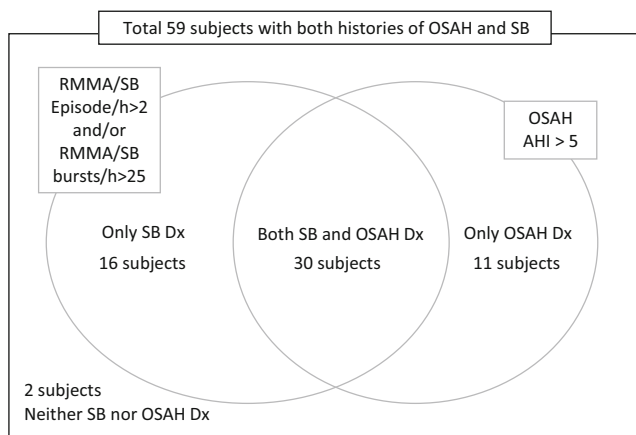 Total 59 subjects with both histories of OSAH and SB
RMMA/SB
Episode/h>2
and/or
RMMA/SB
bursts/h>25
OSAH
AHI > 5
Only SB Dx
16 subjects
Both SB and OSAH Dx
30 subjects
Only OSAH Dx
11 subjects
2 subjects
Neither SB nor OSAH Dx